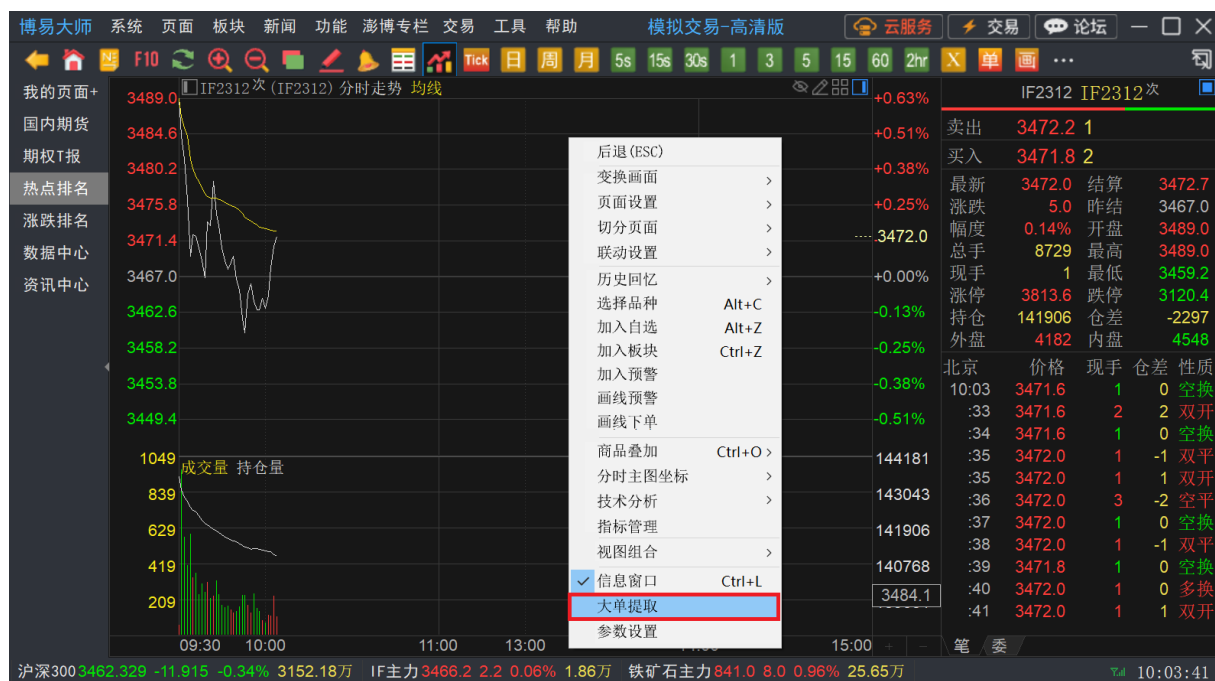 博易大师 系统 页面 板块 新闻 功能 澎博专栏 交易 工具 帮助 模拟交易-高清版 云服务 交易 论坛
F10 Tick 日 周 月 5s 15s 30s 1 3 5 15 60 2hr X 单 画 ···
我的页面+
国内期货
期权T报
热点排名
涨跌排名
数据中心
资讯中心
IF2312次(IF2312) 分时走势 均线
3489.0 +0.63%
3484.6 +0.51%
3480.2 +0.38%
3475.8 +0.25%
3471.4 3472.0
3467.0 +0.00%
3462.6 -0.13%
3458.2 -0.25%
3453.8 -0.38%
3449.4 -0.51%
成交量 持仓量
1049 144181
839 143043
629 141906
419 140768
209 3484.1
09:30 10:00 11:00 13:00 15:00 + -
后退(ESC)
变换画面
页面设置
切分页面
联动设置
历史回忆
选择品种 Alt+C
加入自选 Alt+Z
加入板块 Ctrl+Z
加入预警
画线预警
画线下单
商品叠加 Ctrl+O
分时主图坐标
技术分析
指标管理
视图组合
信息窗口 Ctrl+L
大单提取
参数设置
IF2312 IF2312次
卖出 3472.2 1
买入 3471.8 2
最新 3472.0 结算 3472.7
涨跌 5.0 昨结 3467.0
幅度 0.14% 开盘 3489.0
总手 8729 最高 3489.0
现手 1 最低 3459.2
涨停 3813.6 跌停 3120.4
持仓 141906 仓差 -2297
外盘 4182 内盘 4548
北京 价格 现手 仓差 性质
10:03 3471.6 1 0 空换
:33 3471.6 2 2 双开
:34 3471.6 1 0 空换
:35 3472.0 1 -1 双平
:35 3472.0 1 1 双开
:36 3472.0 3 -2 空平
:37 3472.0 1 0 空换
:38 3472.0 1 -1 双平
:39 3471.8 1 0 空换
:40 3472.0 1 0 多换
:41 3472.0 1 1 双开
笔 委
沪深300 3462.329 -11.915 -0.34% 3152.18万 IF主力 3466.2 2.2 0.06% 1.86万 铁矿石主力 841.0 8.0 0.96% 25.65万 10:03:41